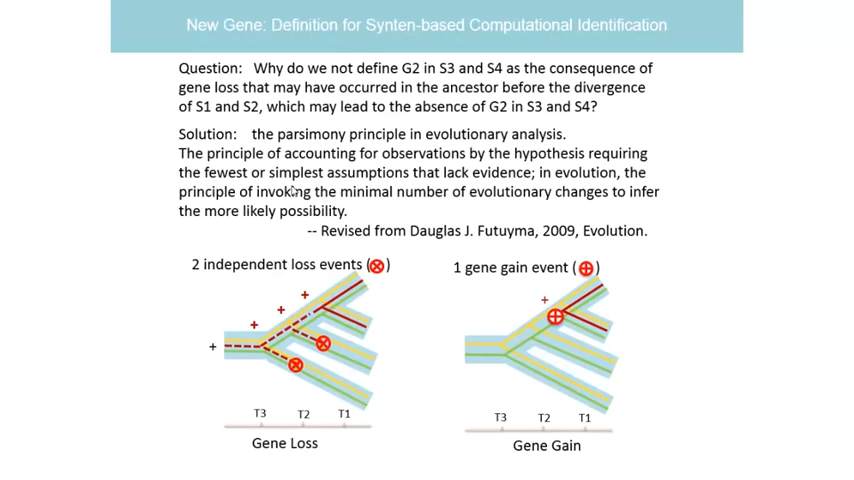 New Gene: Definition for Synten-based Computational Identification
Question: Why do we not define G2 in S3 and S4 as the consequence of
gene loss that may have occurred in the ancestor before the divergence
of S1 and S2, which may lead to the absence of G2 in S3 and S4?
Solution: the parsimony principle in evolutionary analysis.
The principle of accounting for observations by the hypothesis requiring
the fewest or simplest assumptions that lack evidence; in evolution, the
principle of invoking the minimal number of evolutionary changes to infer
the more likely possibility.
-- Revised from Dauglas J. Futuyma, 2009, Evolution.
2 independent loss events (⊗)
1 gene gain event (⊕)
+
+
+
+
+
T3 T2 T1
Gene Loss
T3 T2 T1
Gene Gain